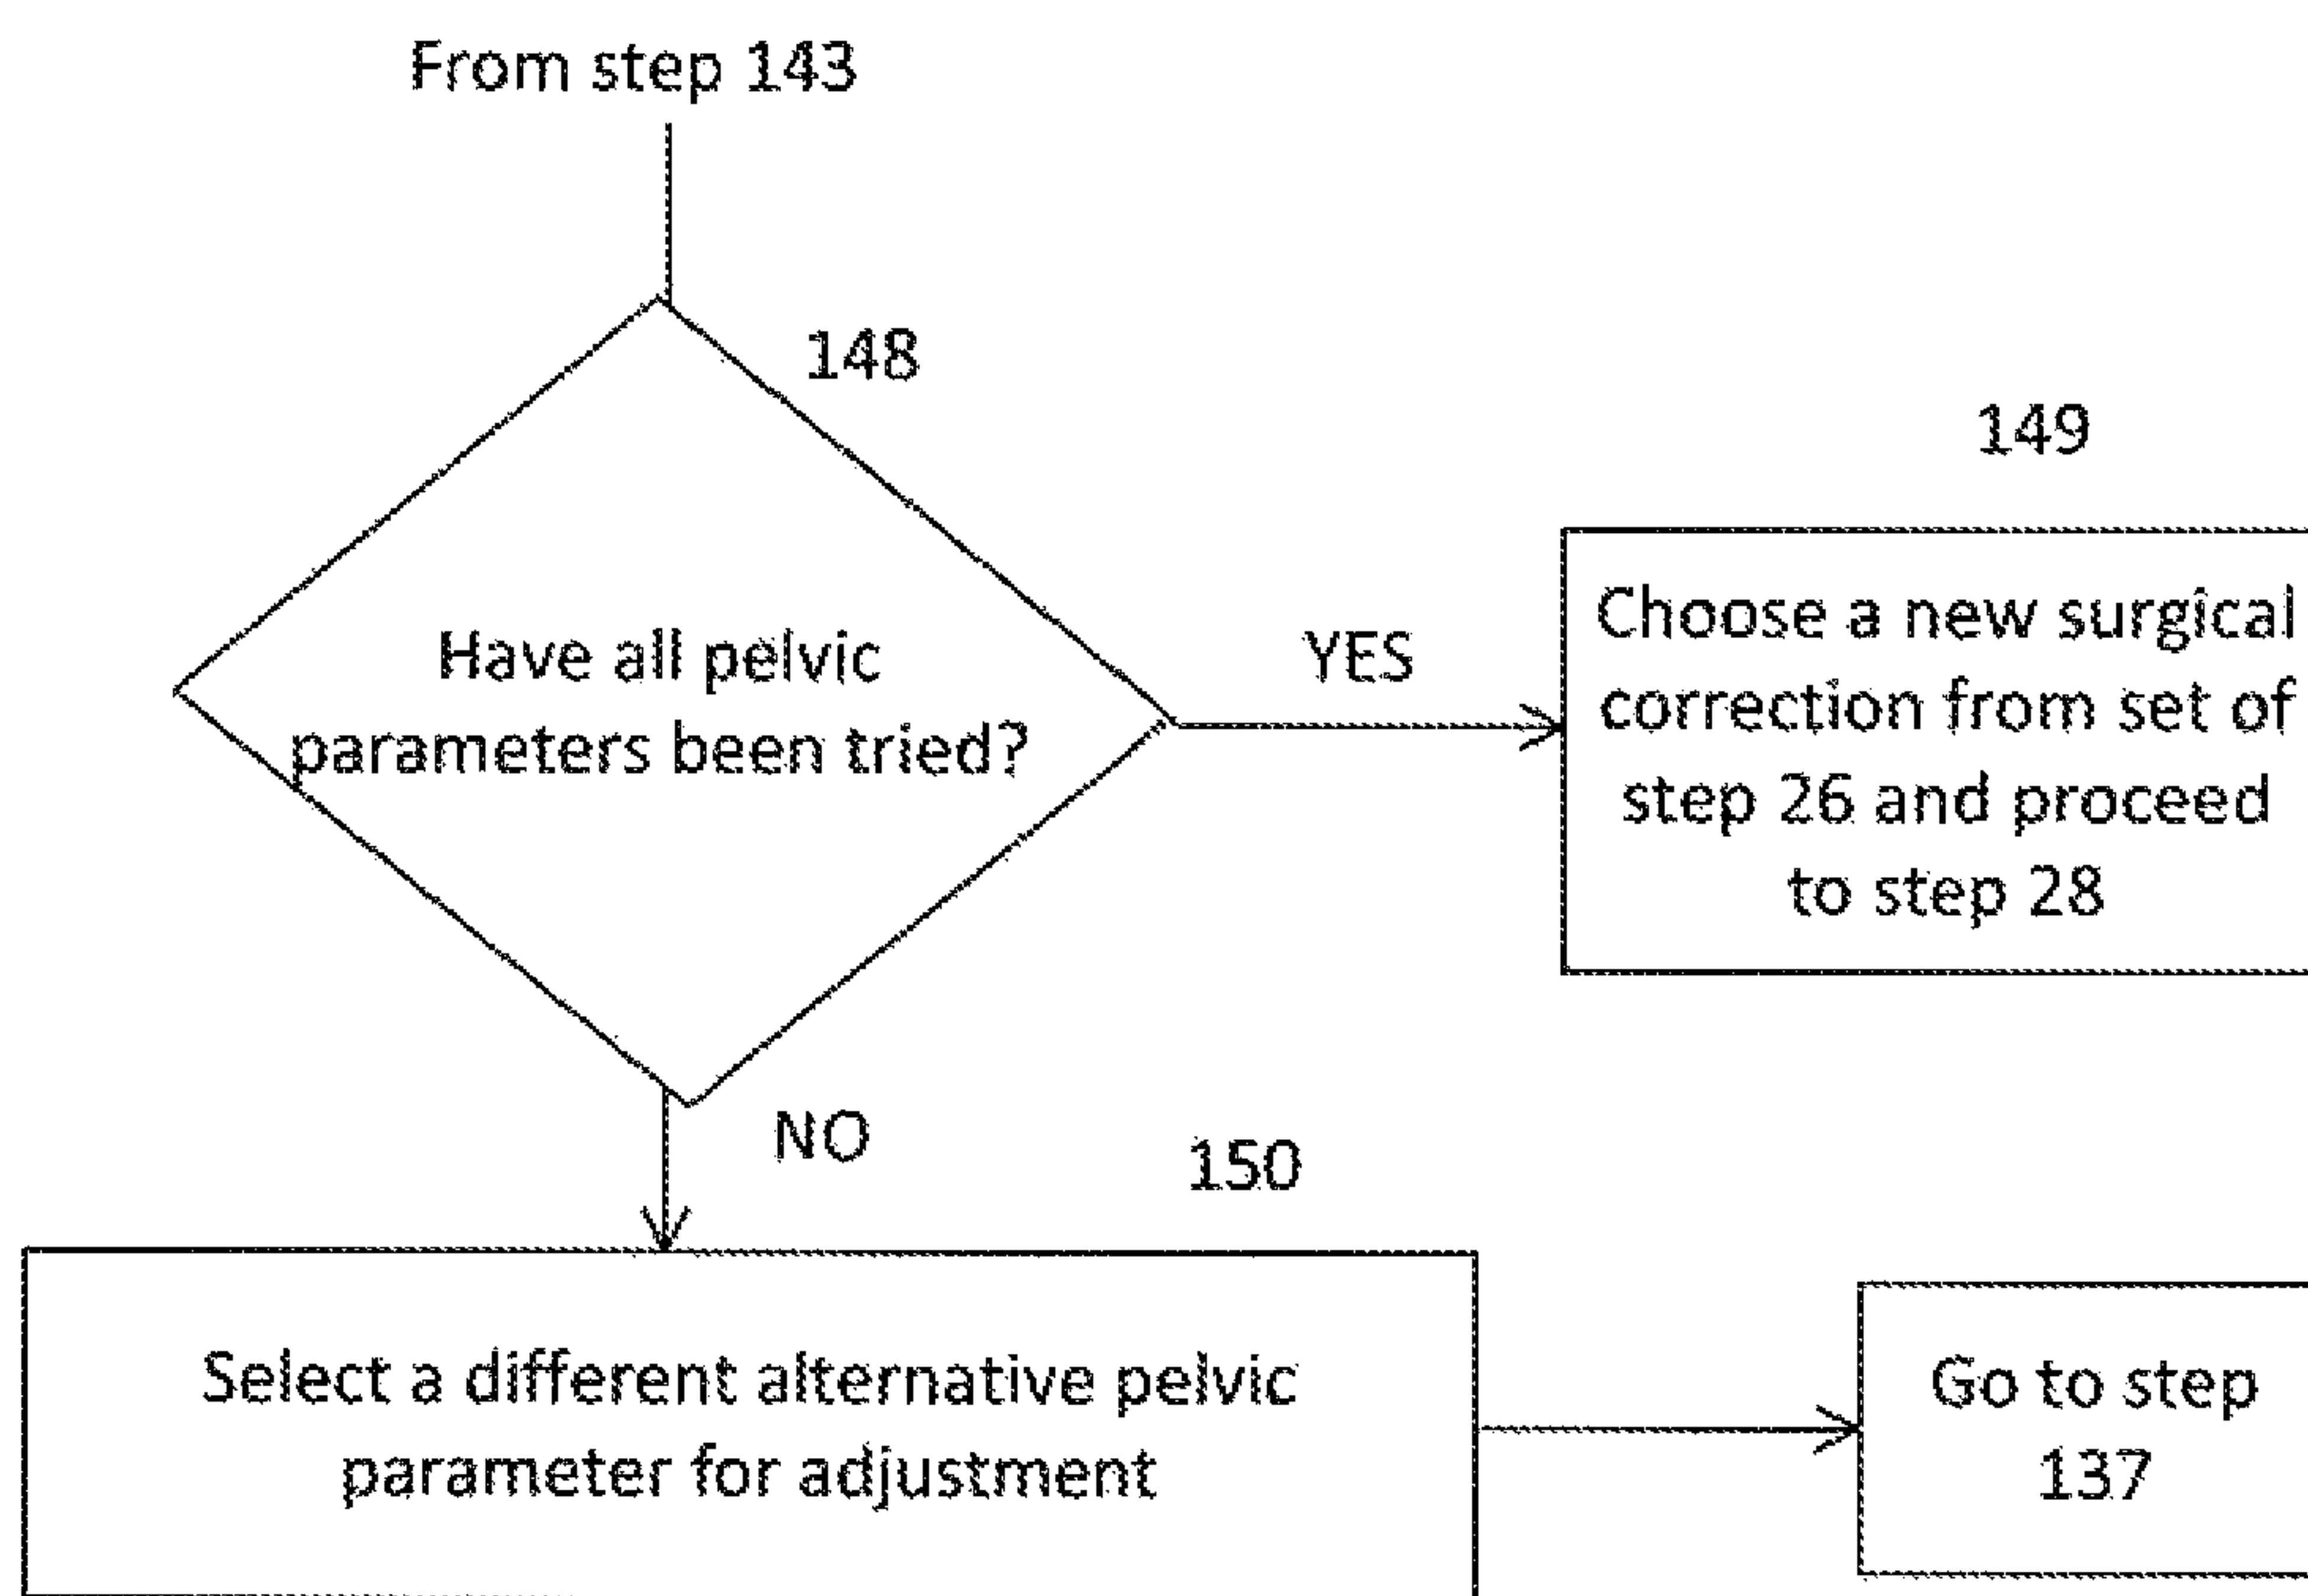 From step 143
148
149
Have all pelvic
parameters been tried?
YES
Choose a new surgical
correction from set of
step 26 and proceed
to step 28
NO
150
Select a different alternative pelvic
parameter for adjustment
Go to step
137